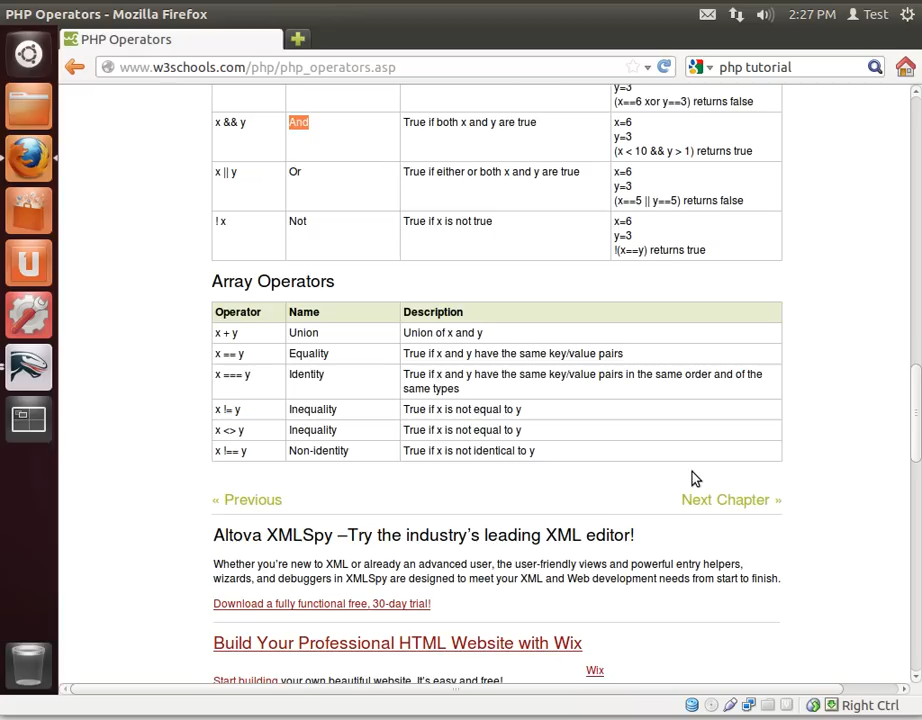 PHP Operators - Mozilla Firefox
2:27 PM Test
PHP Operators
www.w3schools.com/php/php_operators.asp
php tutorial
y=3
(x==6 xor y==3) returns false
x && y And True if both x and y are true x=6
y=3
(x < 10 && y > 1) returns true
x || y Or True if either or both x and y are true x=6
y=3
(x==5 || y==5) returns false
! x Not True if x is not true x=6
y=3
!(x==y) returns true
Array Operators
Operator Name Description
x + y Union Union of x and y
x == y Equality True if x and y have the same key/value pairs
x === y Identity True if x and y have the same key/value pairs in the same order and of the
same types
x != y Inequality True if x is not equal to y
x <> y Inequality True if x is not equal to y
x !== y Non-identity True if x is not identical to y
« Previous Next Chapter »
Altova XMLSpy –Try the industry's leading XML editor!
Whether you're new to XML or already an advanced user, the user-friendly views and powerful entry helpers,
wizards, and debuggers in XMLSpy are designed to meet your XML and Web development needs from start to finish.
Download a fully functional free, 30-day trial!
Build Your Professional HTML Website with Wix
Wix
Start building your own beautiful website. It's easy and free!
Right Ctrl